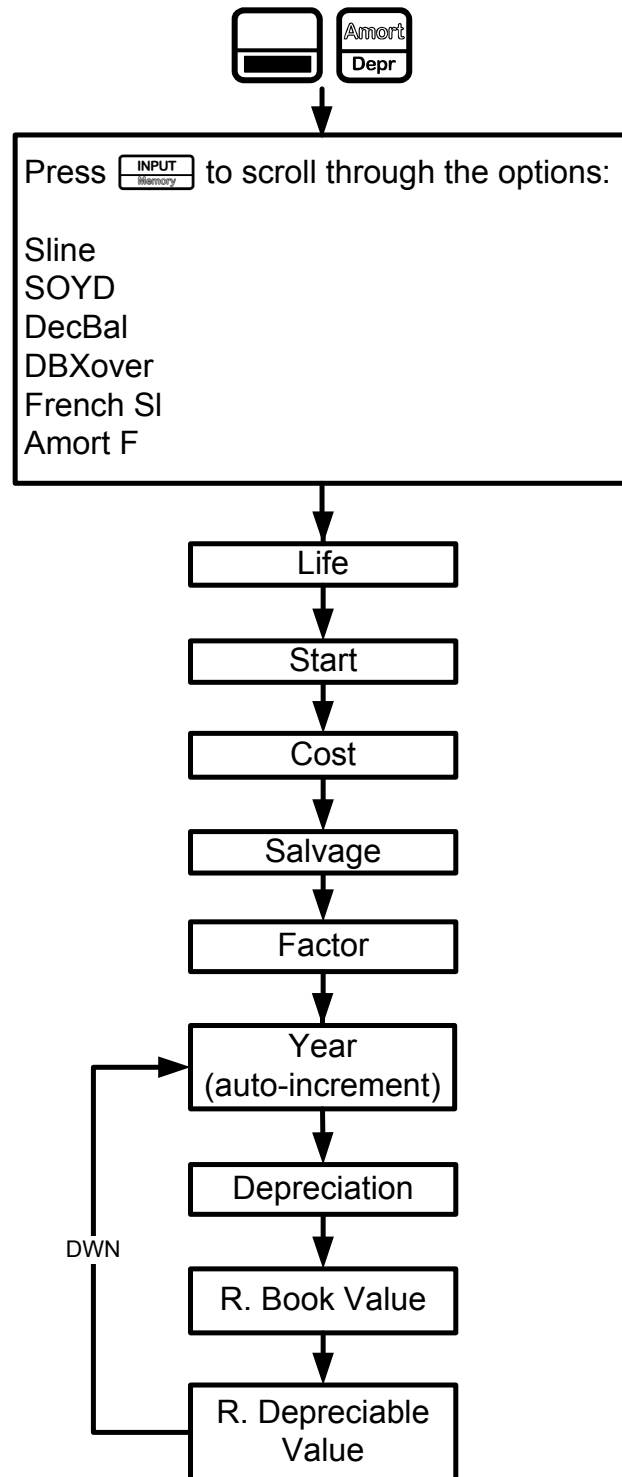 Amort
Depr
Press INPUT Memory to scroll through the options:
Sline
SOYD
DecBal
DBXover
French Sl
Amort F
Life
Start
Cost
Salvage
Factor
Year
(auto-increment)
Depreciation
DWN
R. Book Value
R. Depreciable
Value